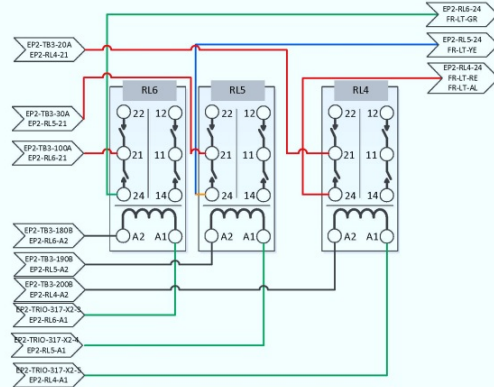 EP2-RL6-24
FR-LT-GR
EP2-RL5-24
FR-LT-YE
EP2-RL4-24
FR-LT-RE
FR-LT-AL
EP2-TB3-20A
EP2-RL4-21
EP2-TB3-30A
EP2-RL5-21
EP2-TB3-100A
EP2-RL6-21
EP2-TB3-180B
EP2-RL6-A2
EP2-TB3-190B
EP2-RL5-A2
EP2-TB3-200B
EP2-RL4-A2
EP2-TRIO-317-X2-3
EP2-RL6-A1
EP2-TRIO-317-X2-4
EP2-RL5-A1
EP2-TRIO-317-X2-5
EP2-RL4-A1
RL6
22 12
21 11
24 14
A2 A1
RL5
22 12
21 11
24 14
A2 A1
RL4
22 12
21 11
24 14
A2 A1